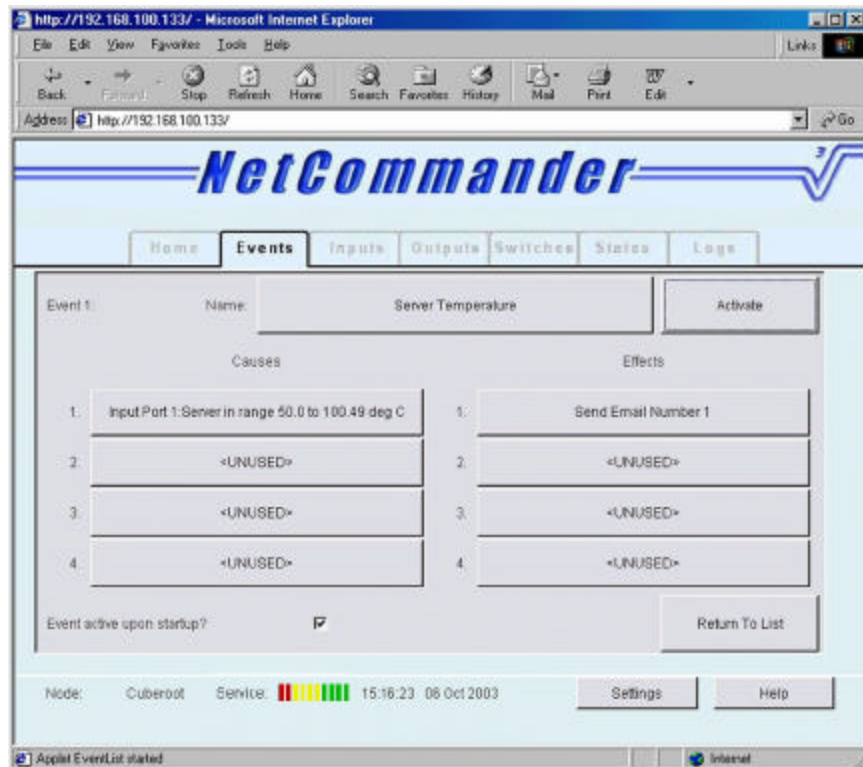 http://192.168.100.133/ - Microsoft Internet Explorer
File Edit View Favorites Tools Help Links
Back Forward Stop Refresh Home Search Favorites History Mail Print Edit
Address http://192.168.100.133/ Go
NetCommander 3
Home Events Inputs Outputs Switches States Logs
Event 1: Name: Server Temperature Activate
Causes Effects
1. Input Port 1:Server in range 50.0 to 100.49 deg C 1. Send Email Number 1
2. <UNUSED> 2. <UNUSED>
3. <UNUSED> 3. <UNUSED>
4. <UNUSED> 4. <UNUSED>
Event active upon startup? Return To List
Node: Cuberoot Service: 15:16:23 06 Oct 2003 Settings Help
Applet EventList started Internet